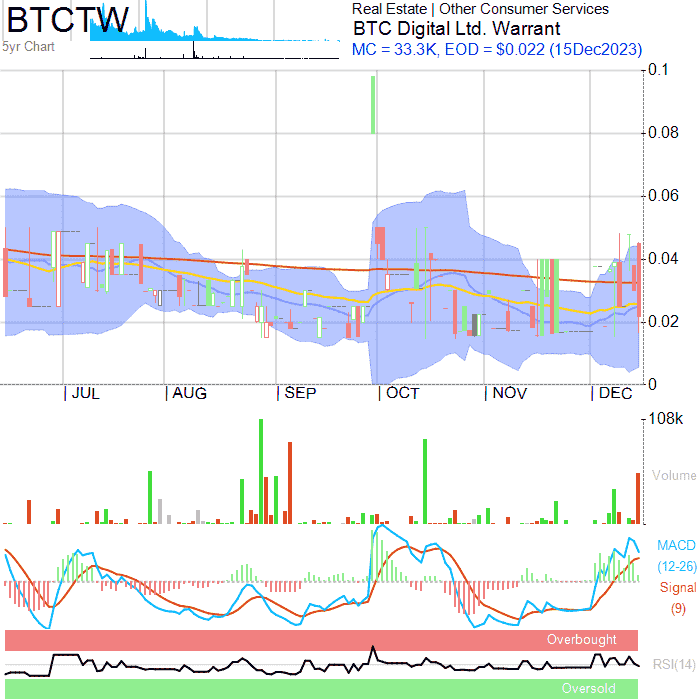 BTCTW
5yr Chart
Real Estate | Other Consumer Services
BTC Digital Ltd. Warrant
MC = 33.3K, EOD = $0.022 (15Dec2023)
0.1
0.08
0.06
0.04
0.02
0
JUL AUG SEP OCT NOV DEC
108k
Volume
MACD
(12-26)
Signal
(9)
Overbought
RSI(14)
Oversold